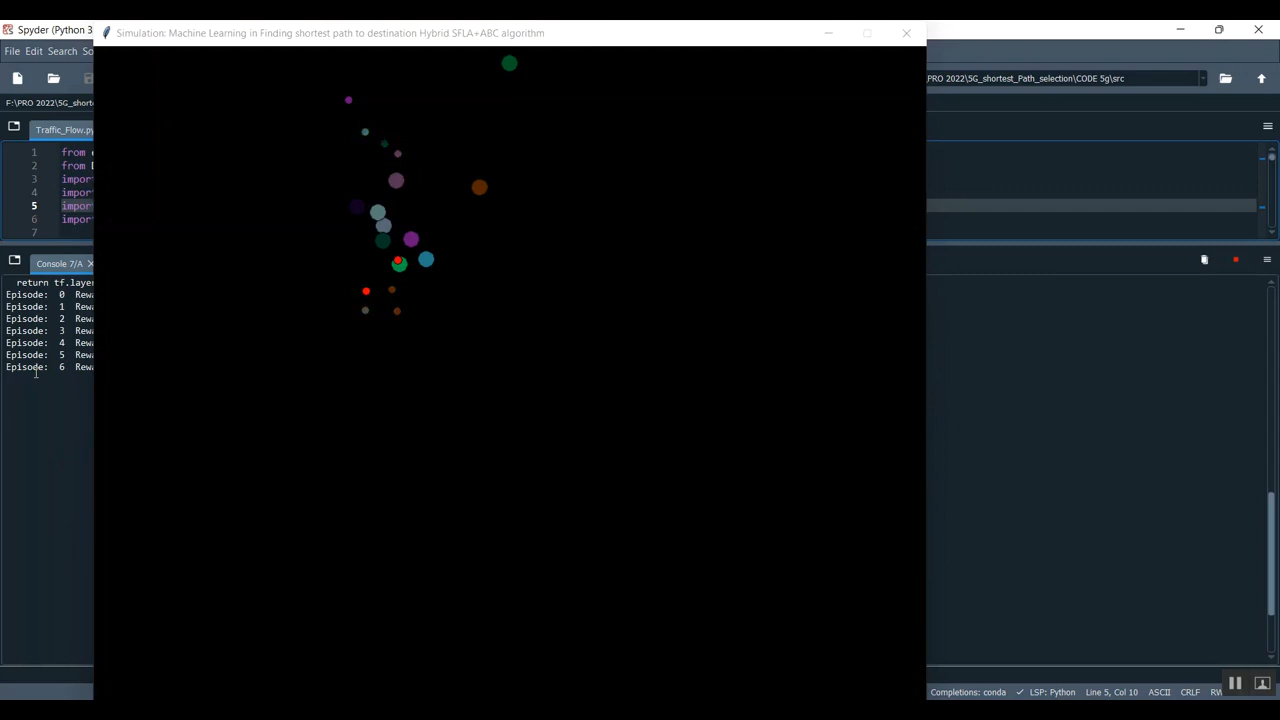 Spyder (Python 3
Simulation: Machine Learning in Finding shortest path to destination Hybrid SFLA+ABC algorithm
File Edit Search So
PRO 2022\5G_shortest_Path_selection\CODE 5g\src
F:\PRO 2022\5G_shorte
Traffic_Flow.py
1 from
2 from
3 import
4 import
5 import
6 import
7
Console 7/A
return tf.layer
Episode: 0 Rewa
Episode: 1 Rewa
Episode: 2 Rewa
Episode: 3 Rewa
Episode: 4 Rewa
Episode: 5 Rewa
Episode: 6 Rewa
Completions: conda LSP: Python Line 5, Col 10 ASCII CRLF RW